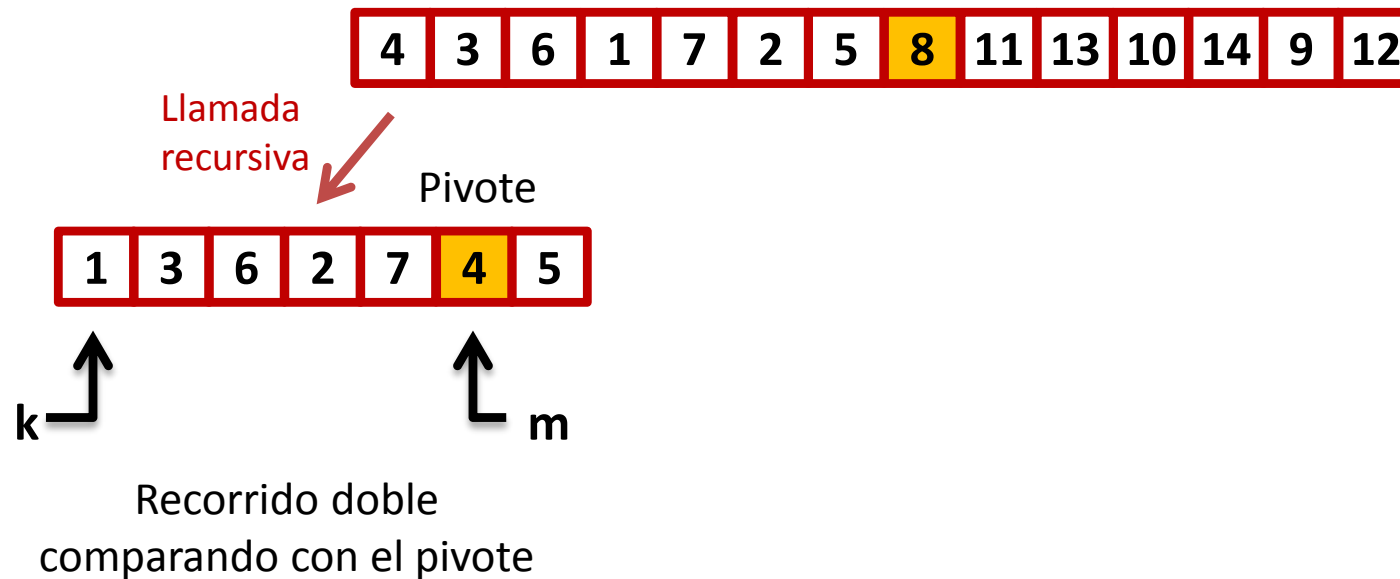 4 3 6 1 7 2 5 8 11 13 10 14 9 12
Llamada
recursiva
Pivote
1 3 6 2 7 4 5
k m
Recorrido doble
comparando con el pivote